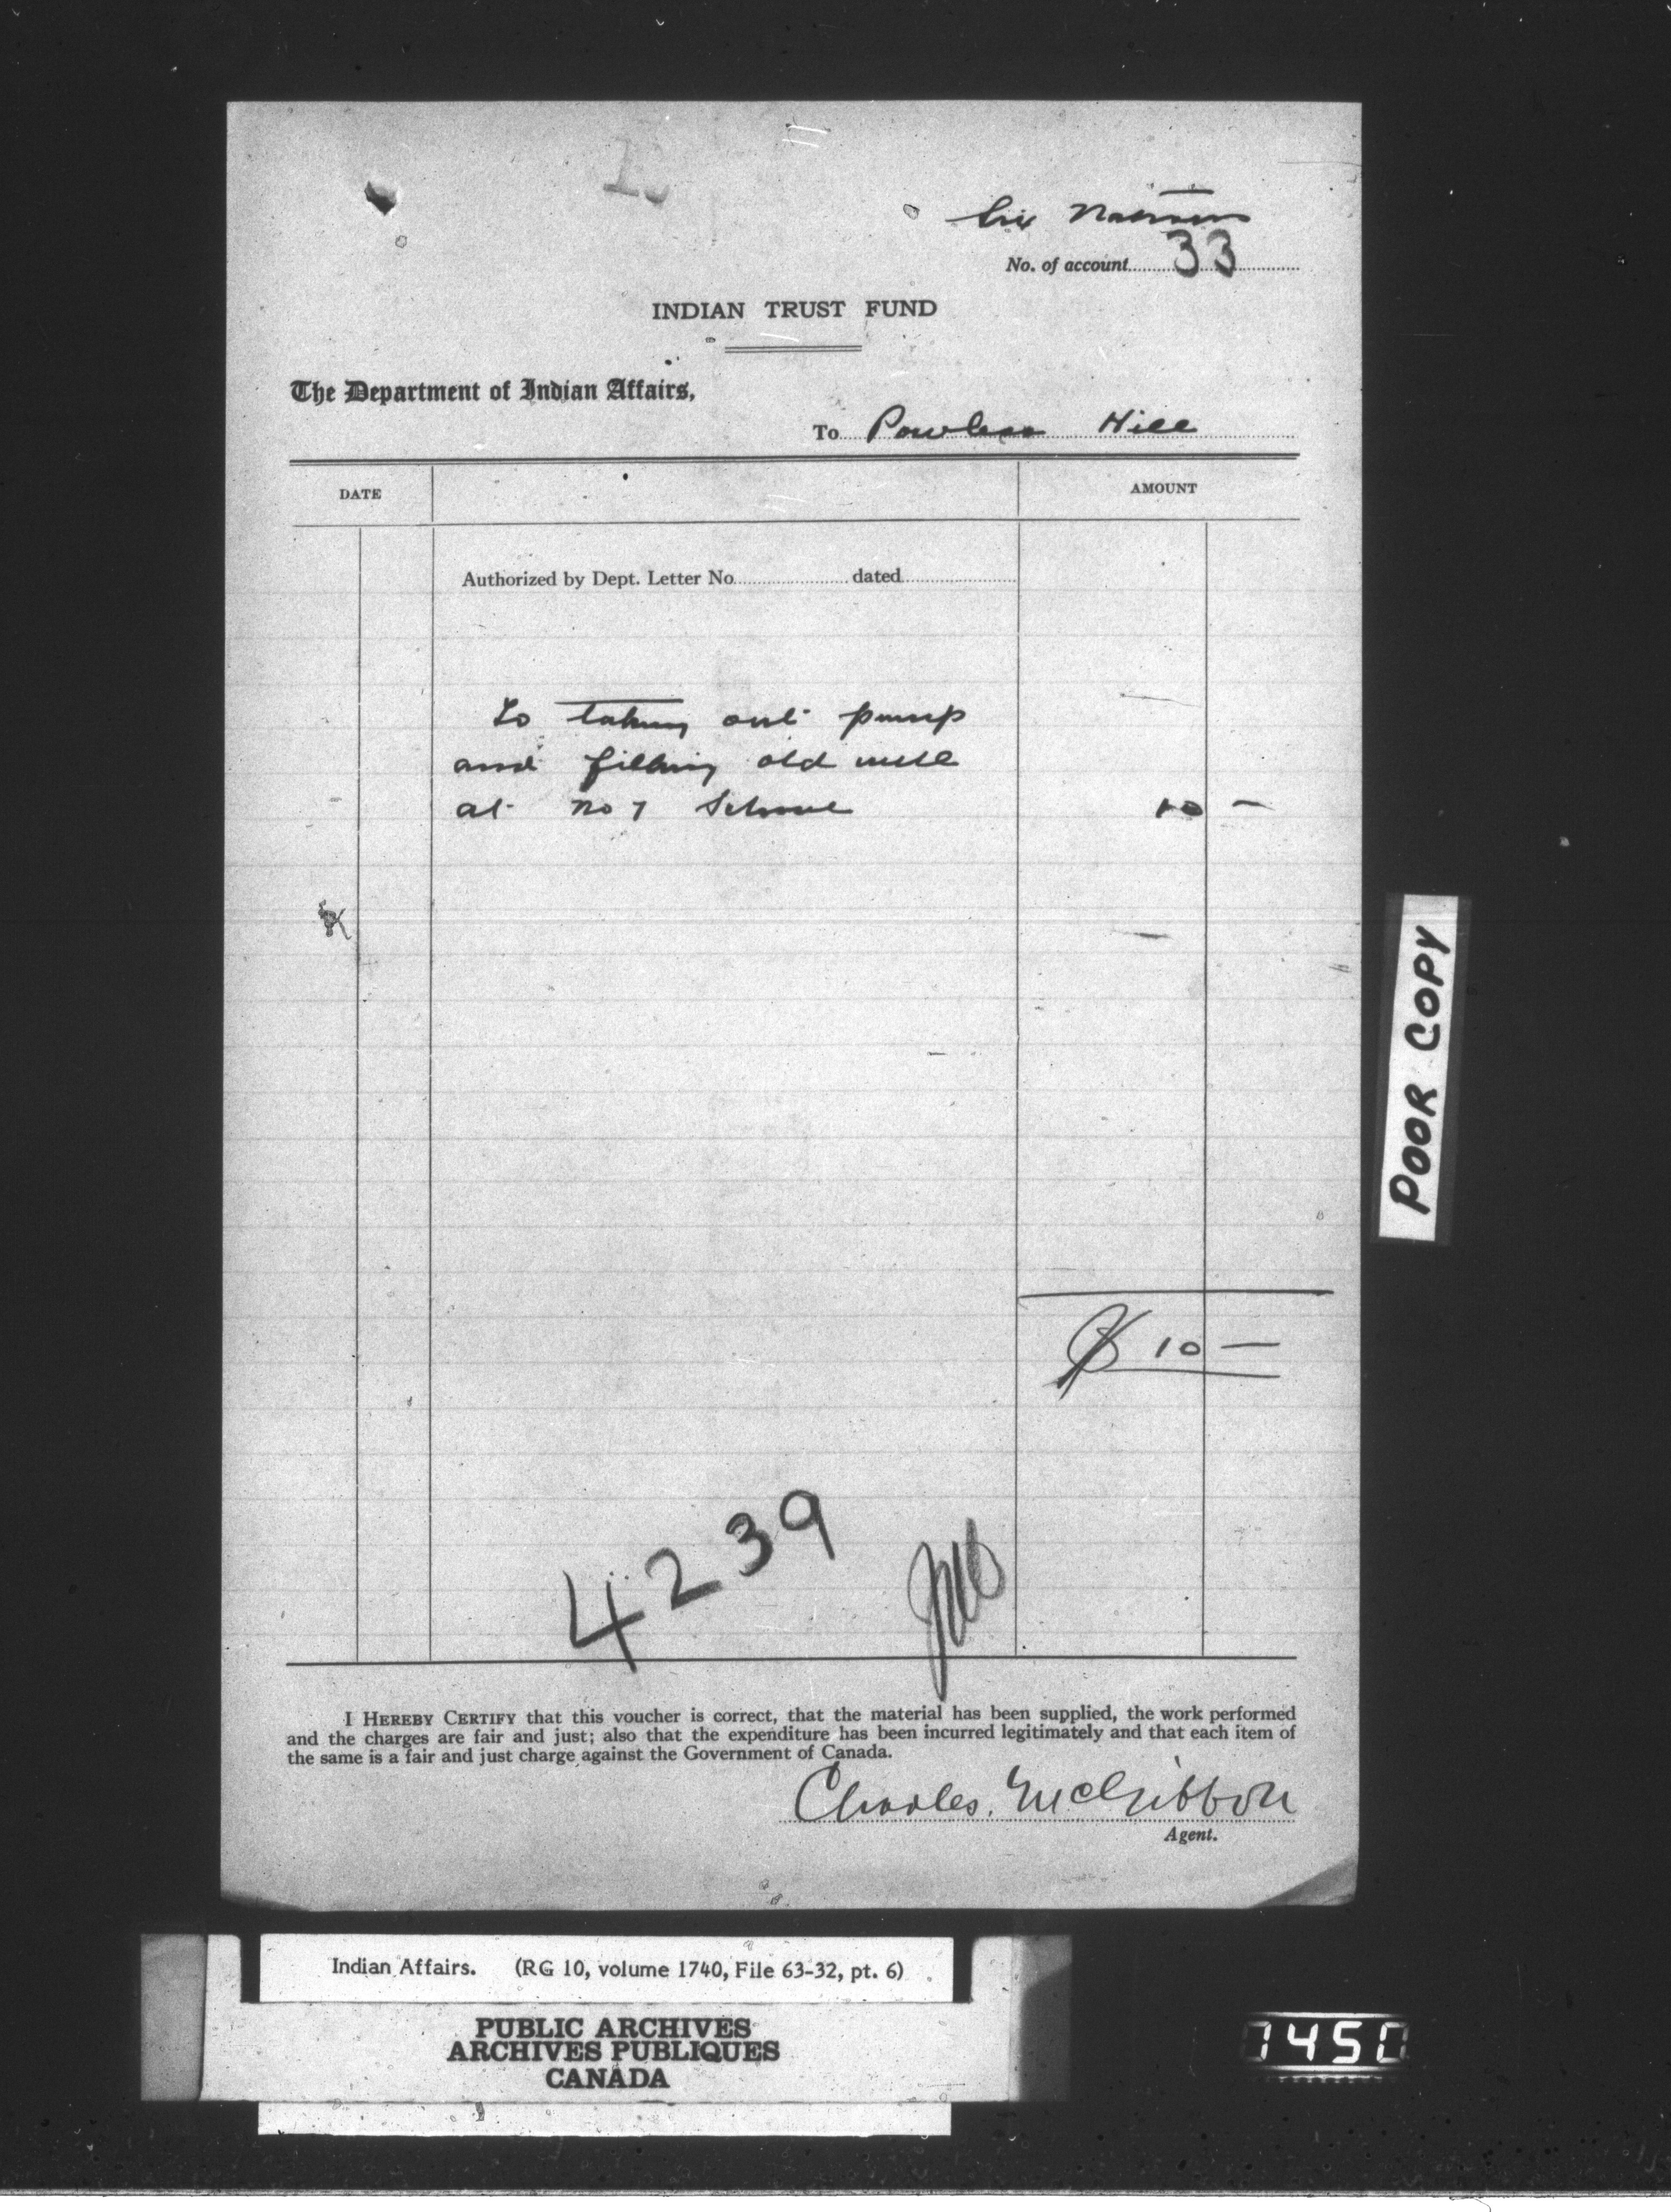 Six Nations
No. of account 33
INDIAN TRUST FUND
The Department of Indian Affairs,
To Powless Hill
DATE AMOUNT
Authorized by Dept. Letter No. dated
To taking out pump
and filling old well
at No 7 School 10 —
$ 10 —
4239
I HEREBY CERTIFY that this voucher is correct, that the material has been supplied, the work performed
and the charges are fair and just; also that the expenditure has been incurred legitimately and that each item of
the same is a fair and just charge against the Government of Canada.
Charles McGibbon
Agent.
POOR COPY
Indian Affairs. (RG 10, volume 1740, File 63-32, pt. 6)
PUBLIC ARCHIVES
ARCHIVES PUBLIQUES
CANADA
1450